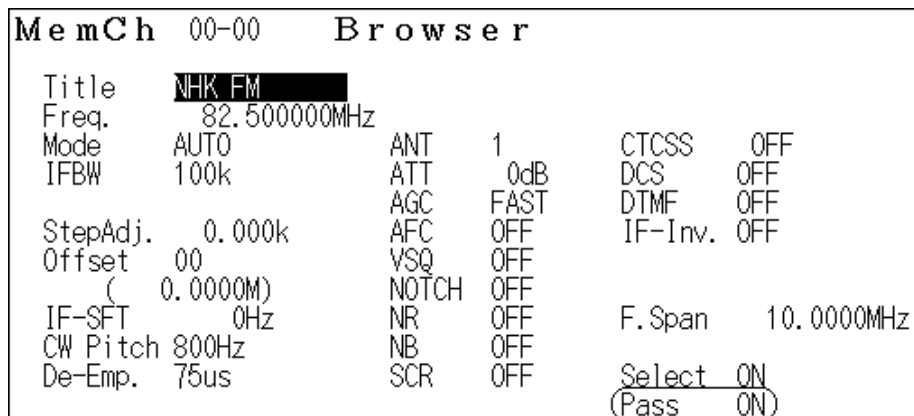 MemCh 00-00 Browser
Title NHK FM
Freq. 82.500000MHz
Mode AUTO ANT 1 CTCSS OFF
IFBW 100k ATT 0dB DCS OFF
AGC FAST DTMF OFF
StepAdj. 0.000k AFC OFF IF-Inv. OFF
Offset 00 VSQ OFF
( 0.0000M) NOTCH OFF
IF-SFT 0Hz NR OFF F.Span 10.0000MHz
CW Pitch 800Hz NB OFF
De-Emp. 75us SCR OFF Select ON
(Pass ON)